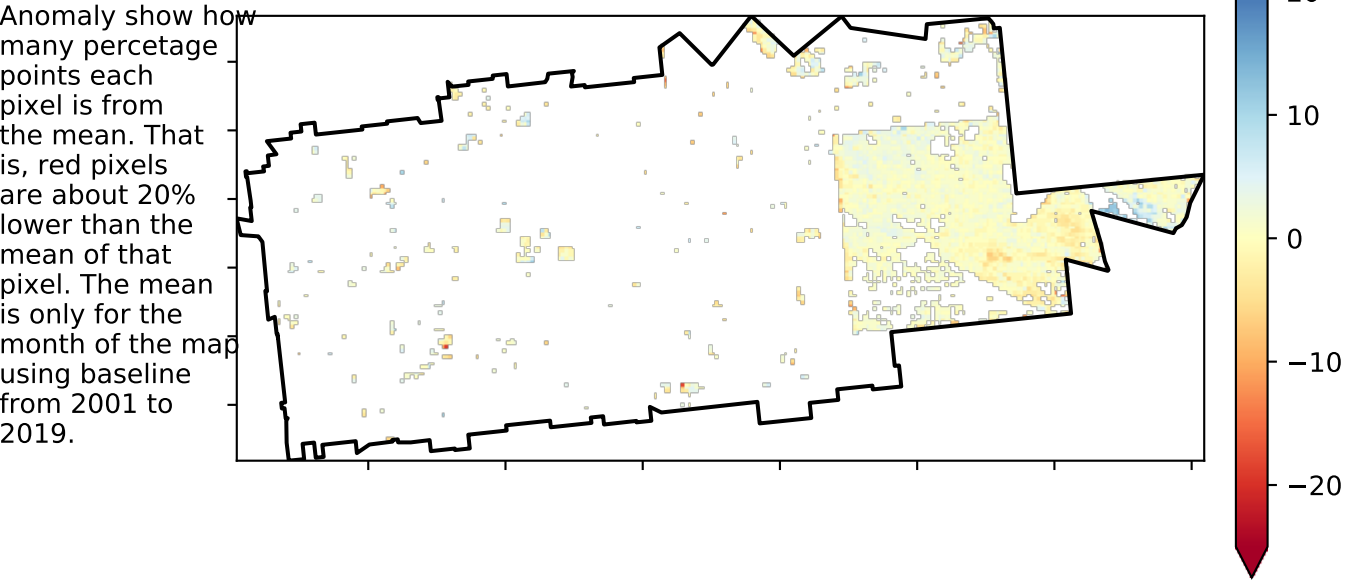 Anomaly show how
many percetage
points each
pixel is from
the mean. That
is, red pixels
are about 20%
lower than the
mean of that
pixel. The mean
is only for the
month of the map
using baseline
from 2001 to
2019.
10
0
−10
−20